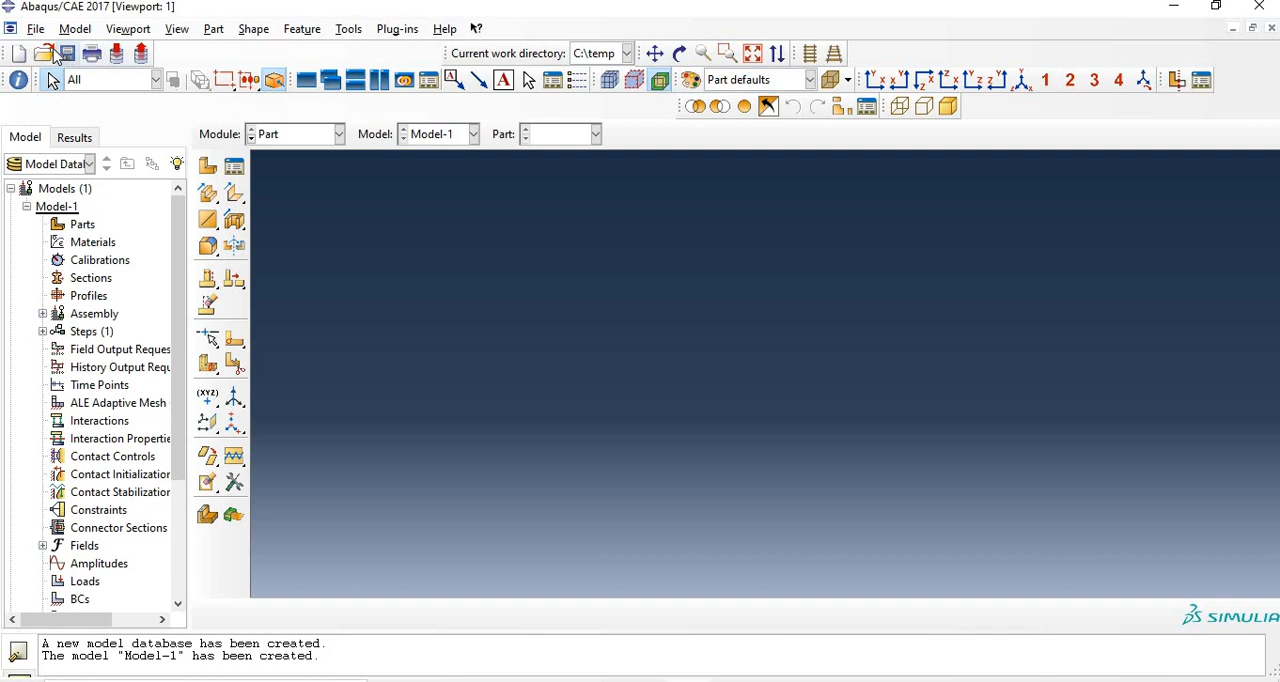 Abaqus/CAE 2017 [Viewport: 1]
File Model Viewport View Part Shape Feature Tools Plug-ins Help
Current work directory: C:\temp
All Part defaults 1 2 3 4
Model Results Module: Part Model: Model-1 Part:
Model Data
Models (1)
Model-1
Parts
Materials
Calibrations
Sections
Profiles
Assembly
Steps (1)
Field Output Reques
History Output Requ
Time Points
ALE Adaptive Mesh
Interactions
Interaction Propertie
Contact Controls
Contact Initialization
Contact Stabilization
Constraints
Connector Sections
Fields
Amplitudes
Loads
BCs
(XYZ)
SIMULIA
A new model database has been created.
The model "Model-1" has been created.